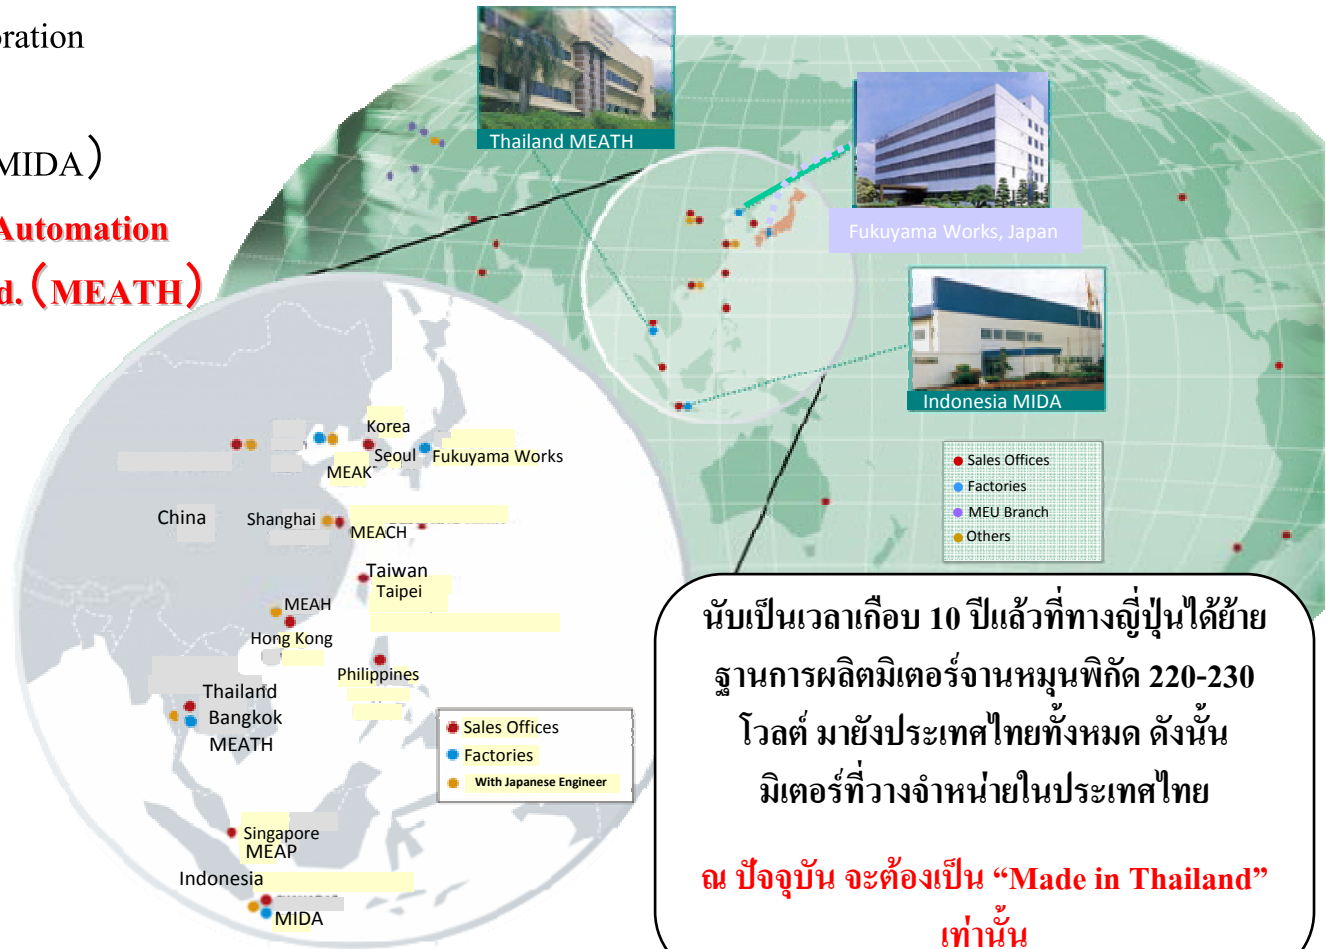 oration
MIDA)
Automation
d. (MEATH)
Thailand MEATH
Fukuyama Works, Japan
Indonesia MIDA
Sales Offices
Factories
MEU Branch
Others
Korea
Seoul
Fukuyama Works
MEAK
China
Shanghai
MEACH
Taiwan
Taipei
MEAH
Hong Kong
Philippines
Thailand
Bangkok
MEATH
Sales Offices
Factories
With Japanese Engineer
Singapore
MEAP
Indonesia
MIDA
นับเป็นเวลาเกือบ 10 ปีแล้วที่ทางญี่ปุ่นได้ย้าย
ฐานการผลิตมิเตอร์จานหมุนพิกัด 220-230
โวลต์ มายังประเทศไทยทั้งหมด ดังนั้น
มิเตอร์ที่วางจำหน่ายในประเทศไทย
ณ ปัจจุบัน จะต้องเป็น “Made in Thailand”
เท่านั้น